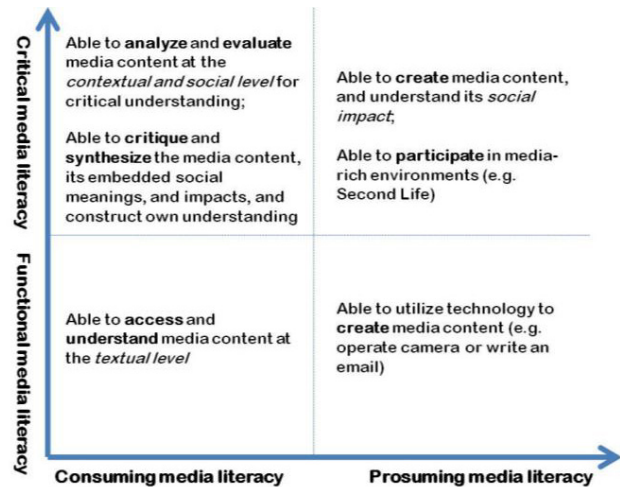 Critical media literacy
Able to analyze and evaluate
media content at the
contextual and social level for
critical understanding;
Able to critique and
synthesize the media content,
its embedded social
meanings, and impacts, and
construct own understanding
Able to create media content,
and understand its social
impact;
Able to participate in media-
rich environments (e.g.
Second Life)
Functional media literacy
Able to access and
understand media content at
the textual level
Able to utilize technology to
create media content (e.g.
operate camera or write an
email)
Consuming media literacy
Prosuming media literacy